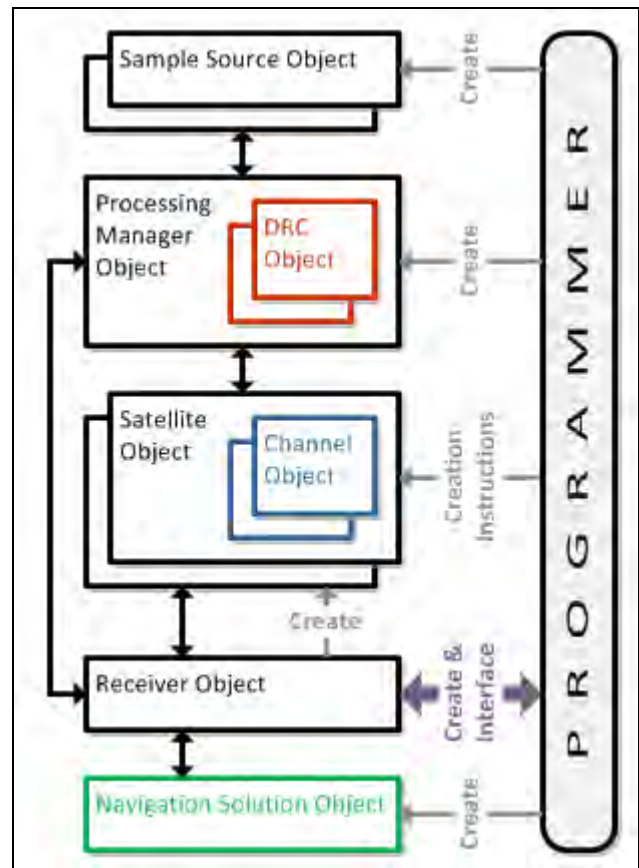 Sample Source Object
Create
Processing
Manager
Object
DRC
Object
Create
Satellite
Object
Channel
Object
Creation
Instructions
Create
Receiver Object
Create &
Interface
Navigation Solution Object
Create
PROGRAMMER